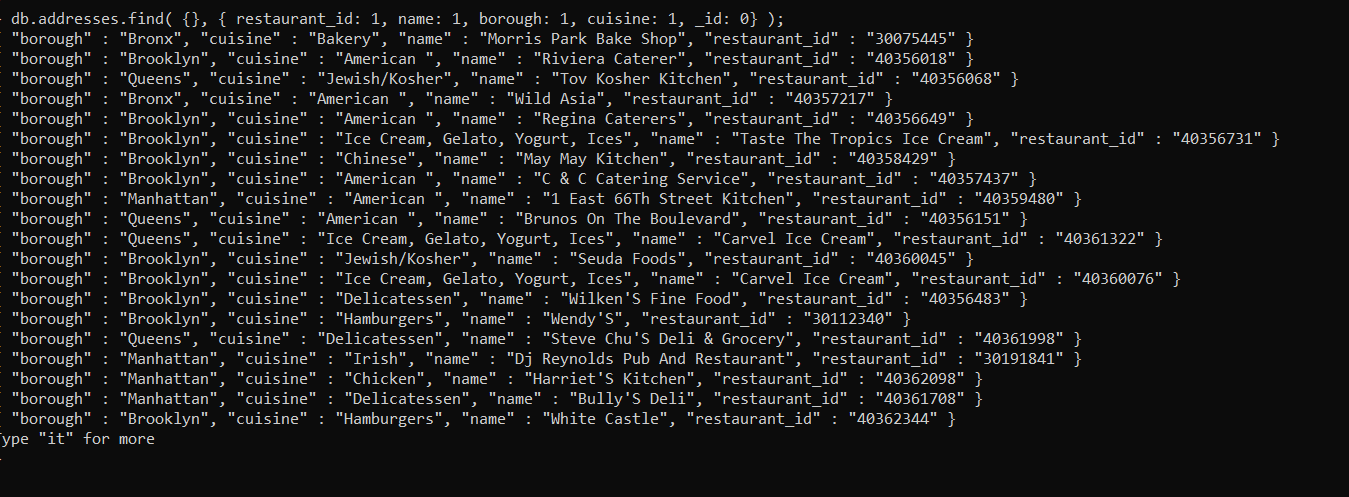 db.addresses.find( {}, { restaurant_id: 1, name: 1, borough: 1, cuisine: 1, _id: 0} );
"borough" : "Bronx", "cuisine" : "Bakery", "name" : "Morris Park Bake Shop", "restaurant_id" : "30075445" }
"borough" : "Brooklyn", "cuisine" : "American ", "name" : "Riviera Caterer", "restaurant_id" : "40356018" }
"borough" : "Queens", "cuisine" : "Jewish/Kosher", "name" : "Tov Kosher Kitchen", "restaurant_id" : "40356068" }
"borough" : "Bronx", "cuisine" : "American ", "name" : "Wild Asia", "restaurant_id" : "40357217" }
"borough" : "Brooklyn", "cuisine" : "American ", "name" : "Regina Caterers", "restaurant_id" : "40356649" }
"borough" : "Brooklyn", "cuisine" : "Ice Cream, Gelato, Yogurt, Ices", "name" : "Taste The Tropics Ice Cream", "restaurant_id" : "40356731" }
"borough" : "Brooklyn", "cuisine" : "Chinese", "name" : "May May Kitchen", "restaurant_id" : "40358429" }
"borough" : "Brooklyn", "cuisine" : "American ", "name" : "C & C Catering Service", "restaurant_id" : "40357437" }
"borough" : "Manhattan", "cuisine" : "American ", "name" : "1 East 66Th Street Kitchen", "restaurant_id" : "40359480" }
"borough" : "Queens", "cuisine" : "American ", "name" : "Brunos On The Boulevard", "restaurant_id" : "40356151" }
"borough" : "Queens", "cuisine" : "Ice Cream, Gelato, Yogurt, Ices", "name" : "Carvel Ice Cream", "restaurant_id" : "40361322" }
"borough" : "Brooklyn", "cuisine" : "Jewish/Kosher", "name" : "Seuda Foods", "restaurant_id" : "40360045" }
"borough" : "Brooklyn", "cuisine" : "Ice Cream, Gelato, Yogurt, Ices", "name" : "Carvel Ice Cream", "restaurant_id" : "40360076" }
"borough" : "Brooklyn", "cuisine" : "Delicatessen", "name" : "Wilken'S Fine Food", "restaurant_id" : "40356483" }
"borough" : "Brooklyn", "cuisine" : "Hamburgers", "name" : "Wendy'S", "restaurant_id" : "30112340" }
"borough" : "Queens", "cuisine" : "Delicatessen", "name" : "Steve Chu'S Deli & Grocery", "restaurant_id" : "40361998" }
"borough" : "Manhattan", "cuisine" : "Irish", "name" : "Dj Reynolds Pub And Restaurant", "restaurant_id" : "30191841" }
"borough" : "Manhattan", "cuisine" : "Chicken", "name" : "Harriet'S Kitchen", "restaurant_id" : "40362098" }
"borough" : "Manhattan", "cuisine" : "Delicatessen", "name" : "Bully'S Deli", "restaurant_id" : "40361708" }
"borough" : "Brooklyn", "cuisine" : "Hamburgers", "name" : "White Castle", "restaurant_id" : "40362344" }
ype "it" for more